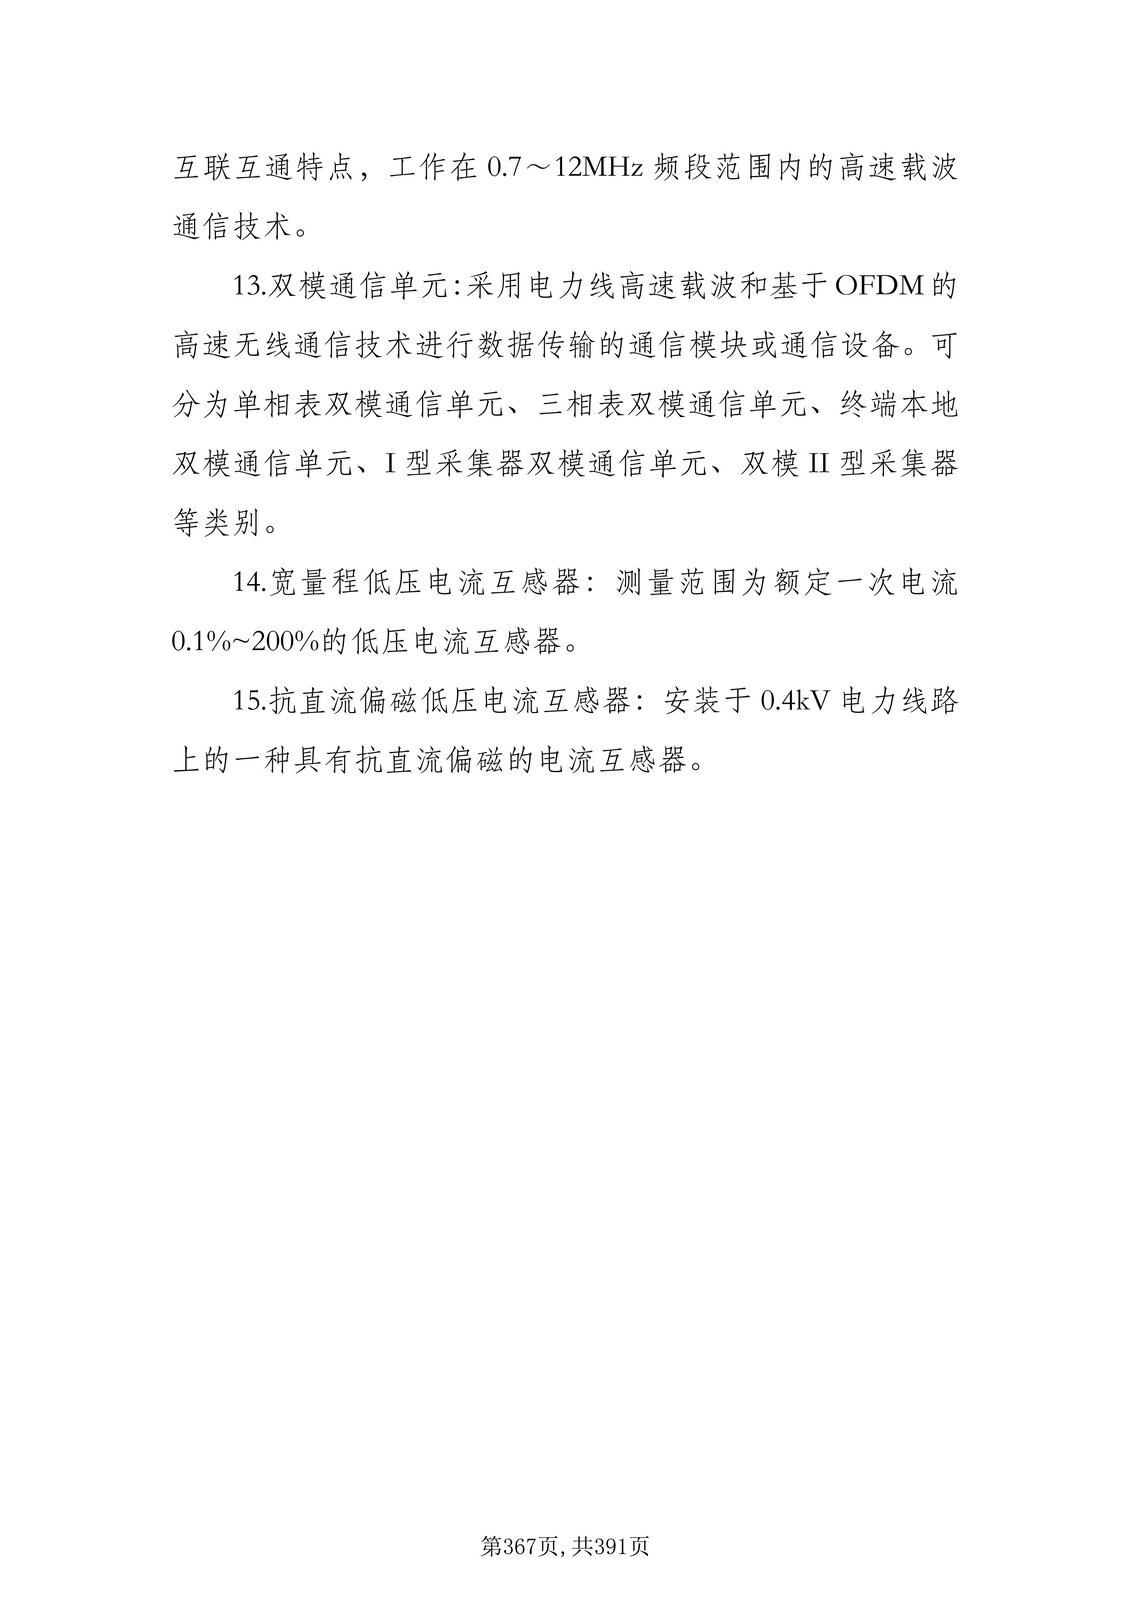 互联互通特点，工作在 0.7～12MHz 频段范围内的高速载波
通信技术。
13.双模通信单元：采用电力线高速载波和基于 OFDM 的
高速无线通信技术进行数据传输的通信模块或通信设备。可
分为单相表双模通信单元、三相表双模通信单元、终端本地
双模通信单元、I 型采集器双模通信单元、双模 II 型采集器
等类别。
14.宽量程低压电流互感器：测量范围为额定一次电流
0.1%~200%的低压电流互感器。
15.抗直流偏磁低压电流互感器：安装于 0.4kV 电力线路
上的一种具有抗直流偏磁的电流互感器。
第367页,共391页